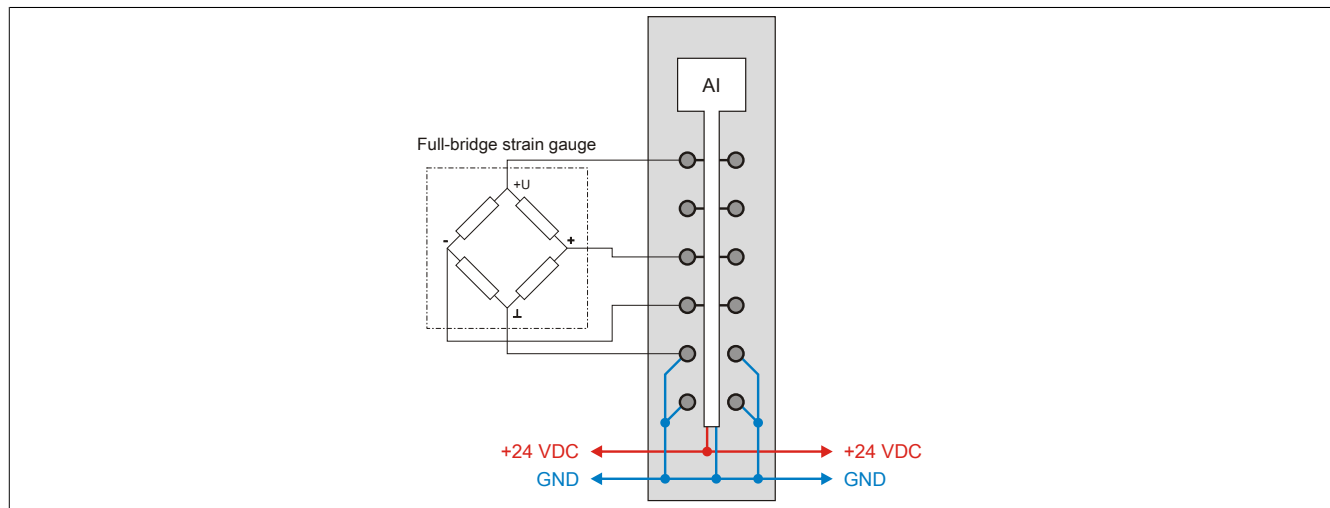 AI
Full-bridge strain gauge
+U
- +
⊥
+24 VDC +24 VDC
GND GND